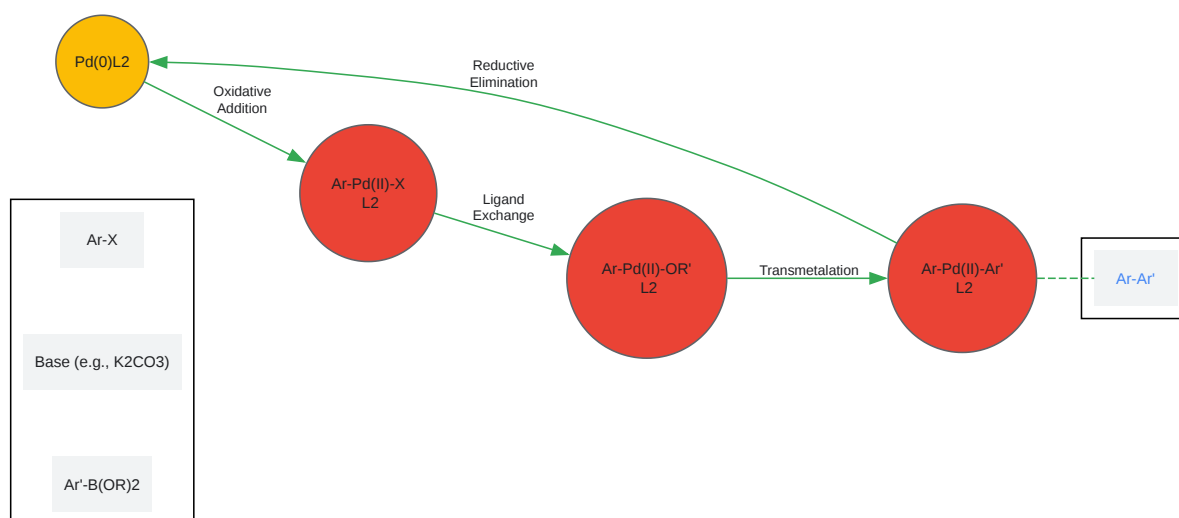 Pd(0)L2
Oxidative
Addition
Reductive
Elimination
Ar-Pd(II)-X
L2
Ligand
Exchange
Ar-Pd(II)-OR'
L2
Transmetalation
Ar-Pd(II)-Ar'
L2
Ar-Ar'
Ar-X
Base (e.g., K2CO3)
Ar'-B(OR)2